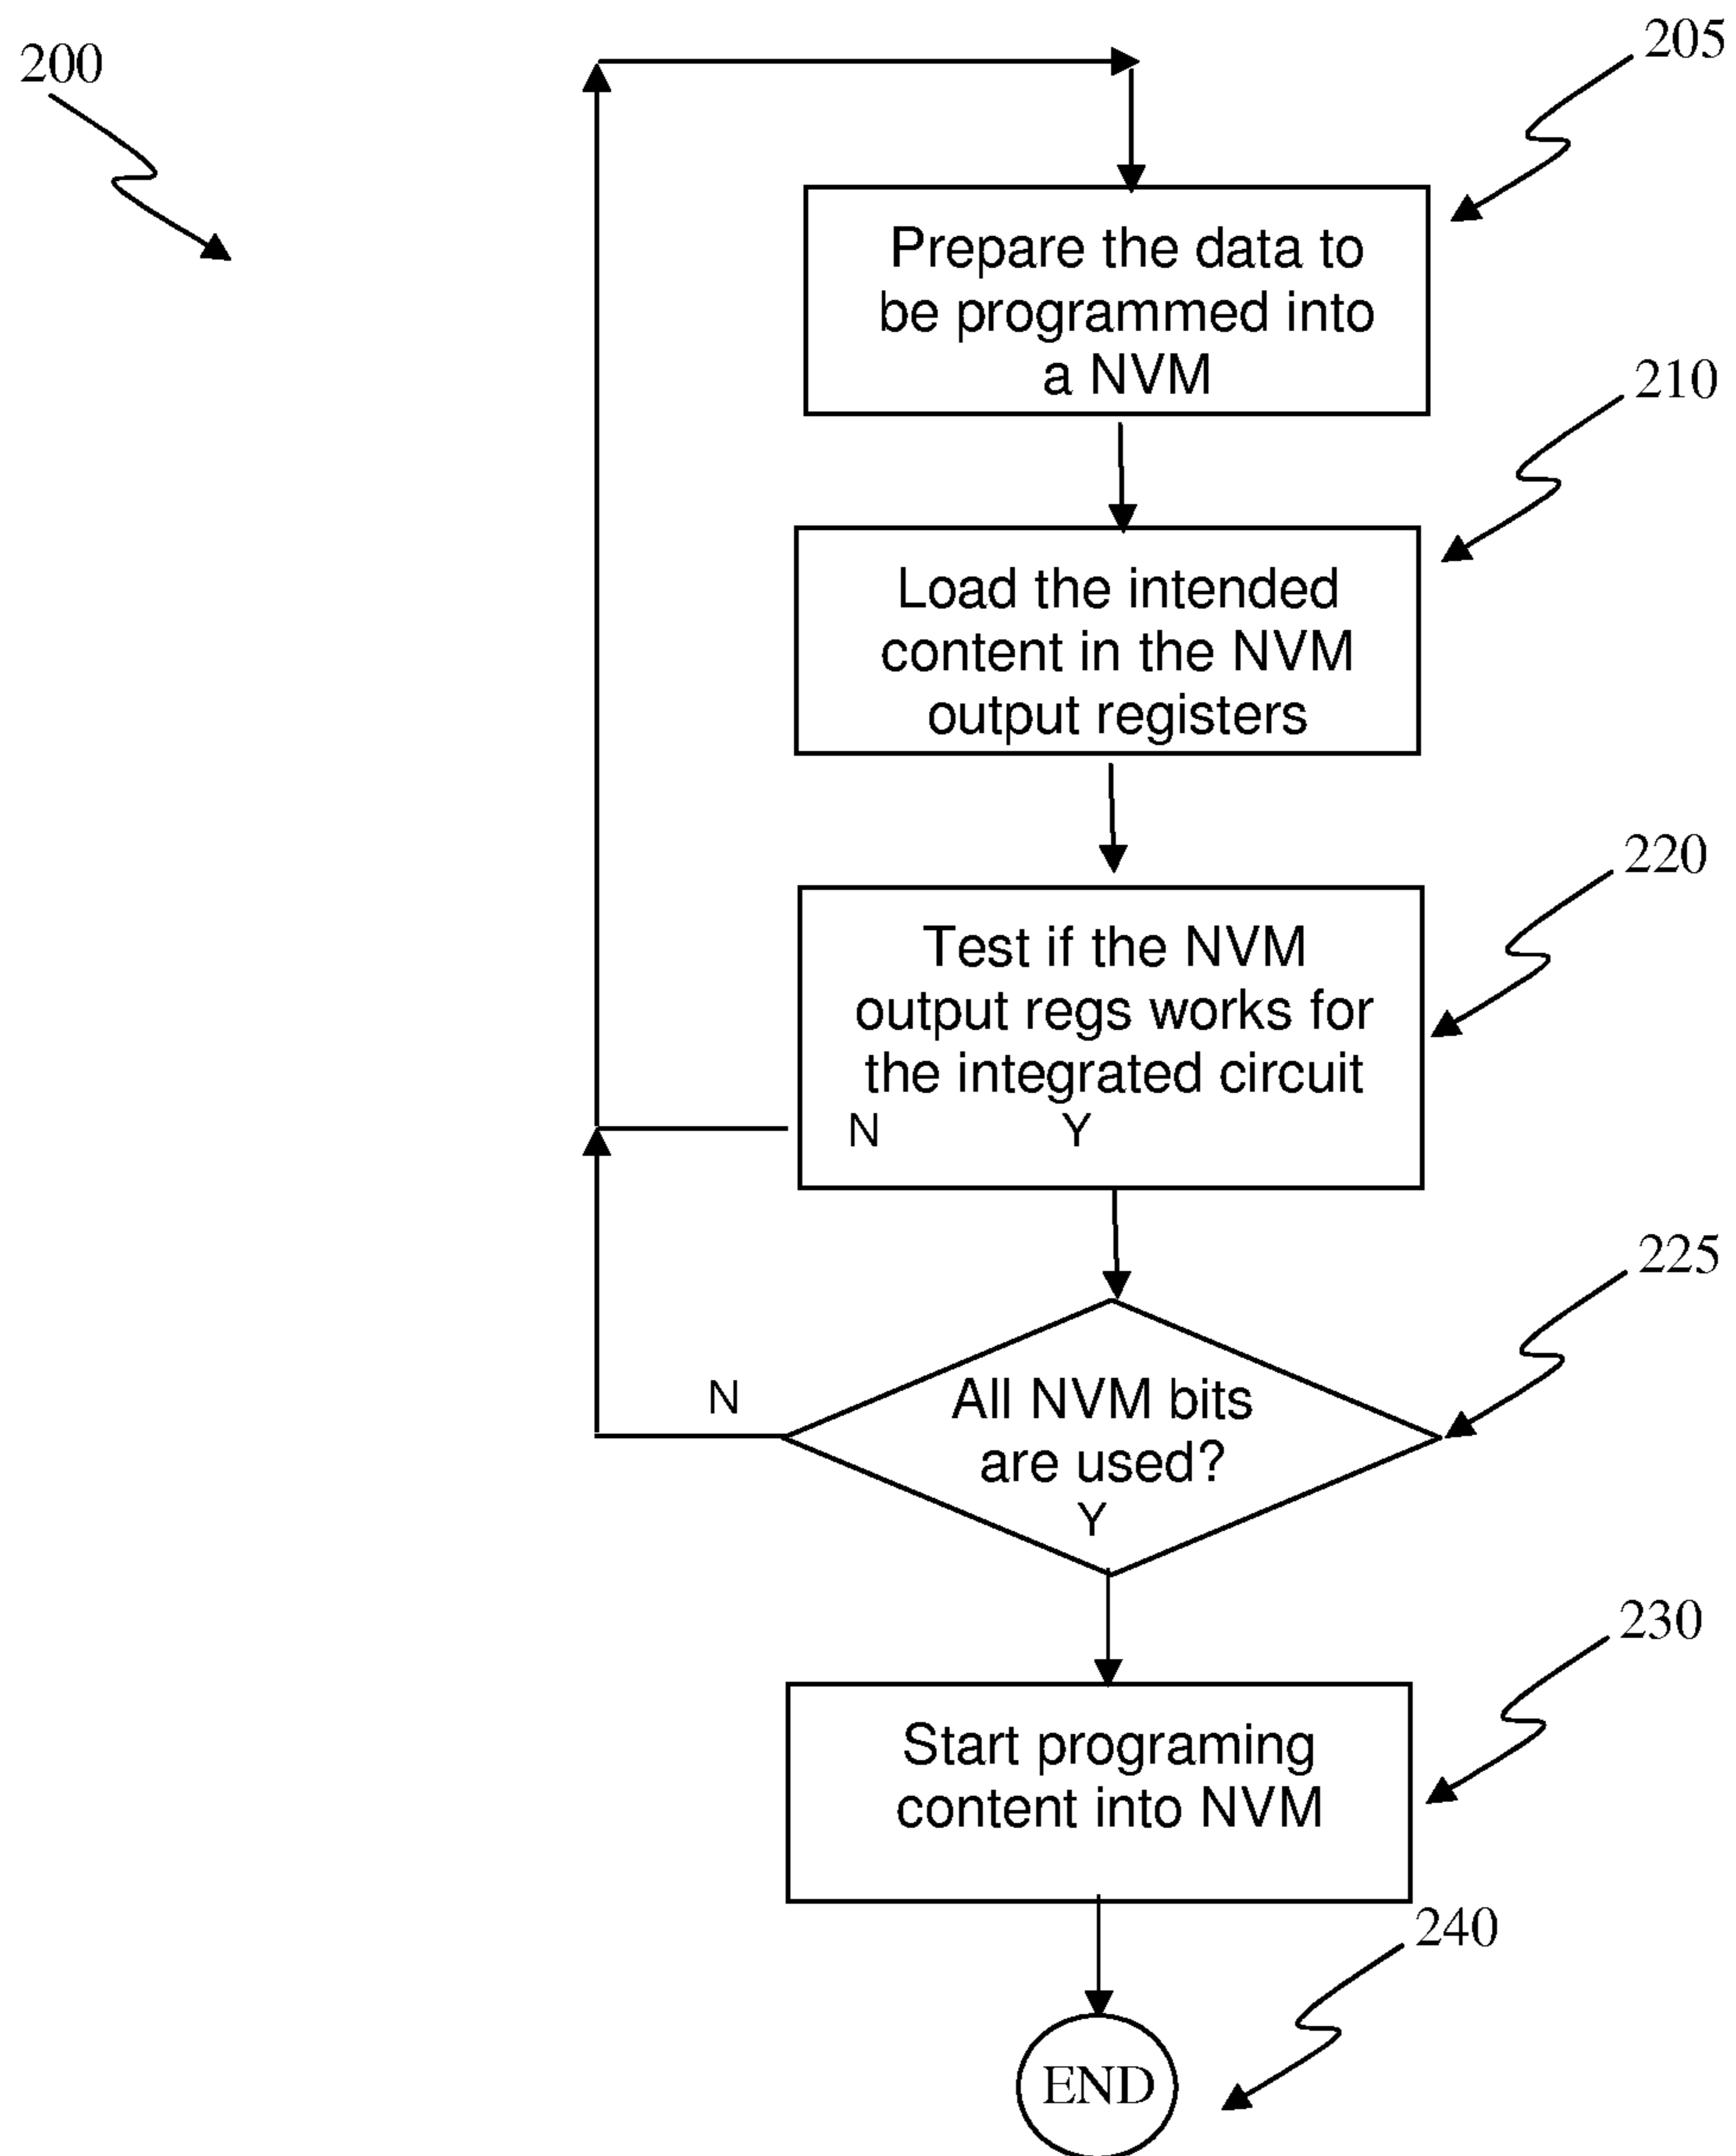 200
205
Prepare the data to
be programmed into
a NVM
210
Load the intended
content in the NVM
output registers
220
Test if the NVM
output regs works for
the integrated circuit
N Y
225
N
All NVM bits
are used?
Y
230
Start programing
content into NVM
240
END